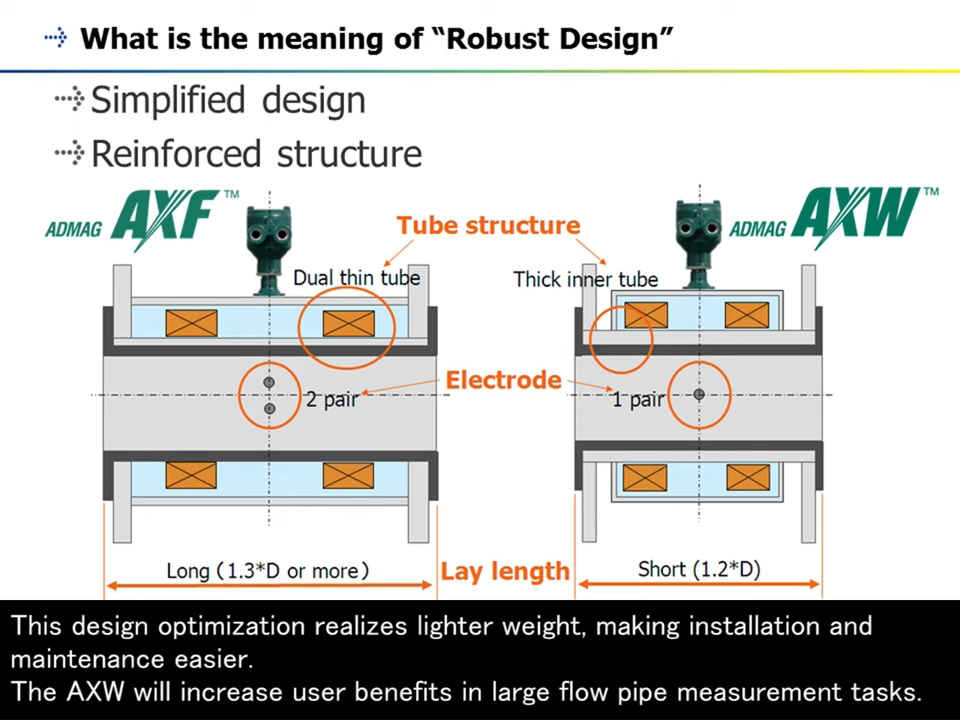 What is the meaning of “Robust Design”
Simplified design
Reinforced structure
ADMAG AXF™
ADMAG AXW™
Tube structure
Dual thin tube
Thick inner tube
Electrode
2 pair
1 pair
Long (1.3*D or more)
Lay length
Short (1.2*D)
This design optimization realizes lighter weight, making installation and
maintenance easier.
The AXW will increase user benefits in large flow pipe measurement tasks.